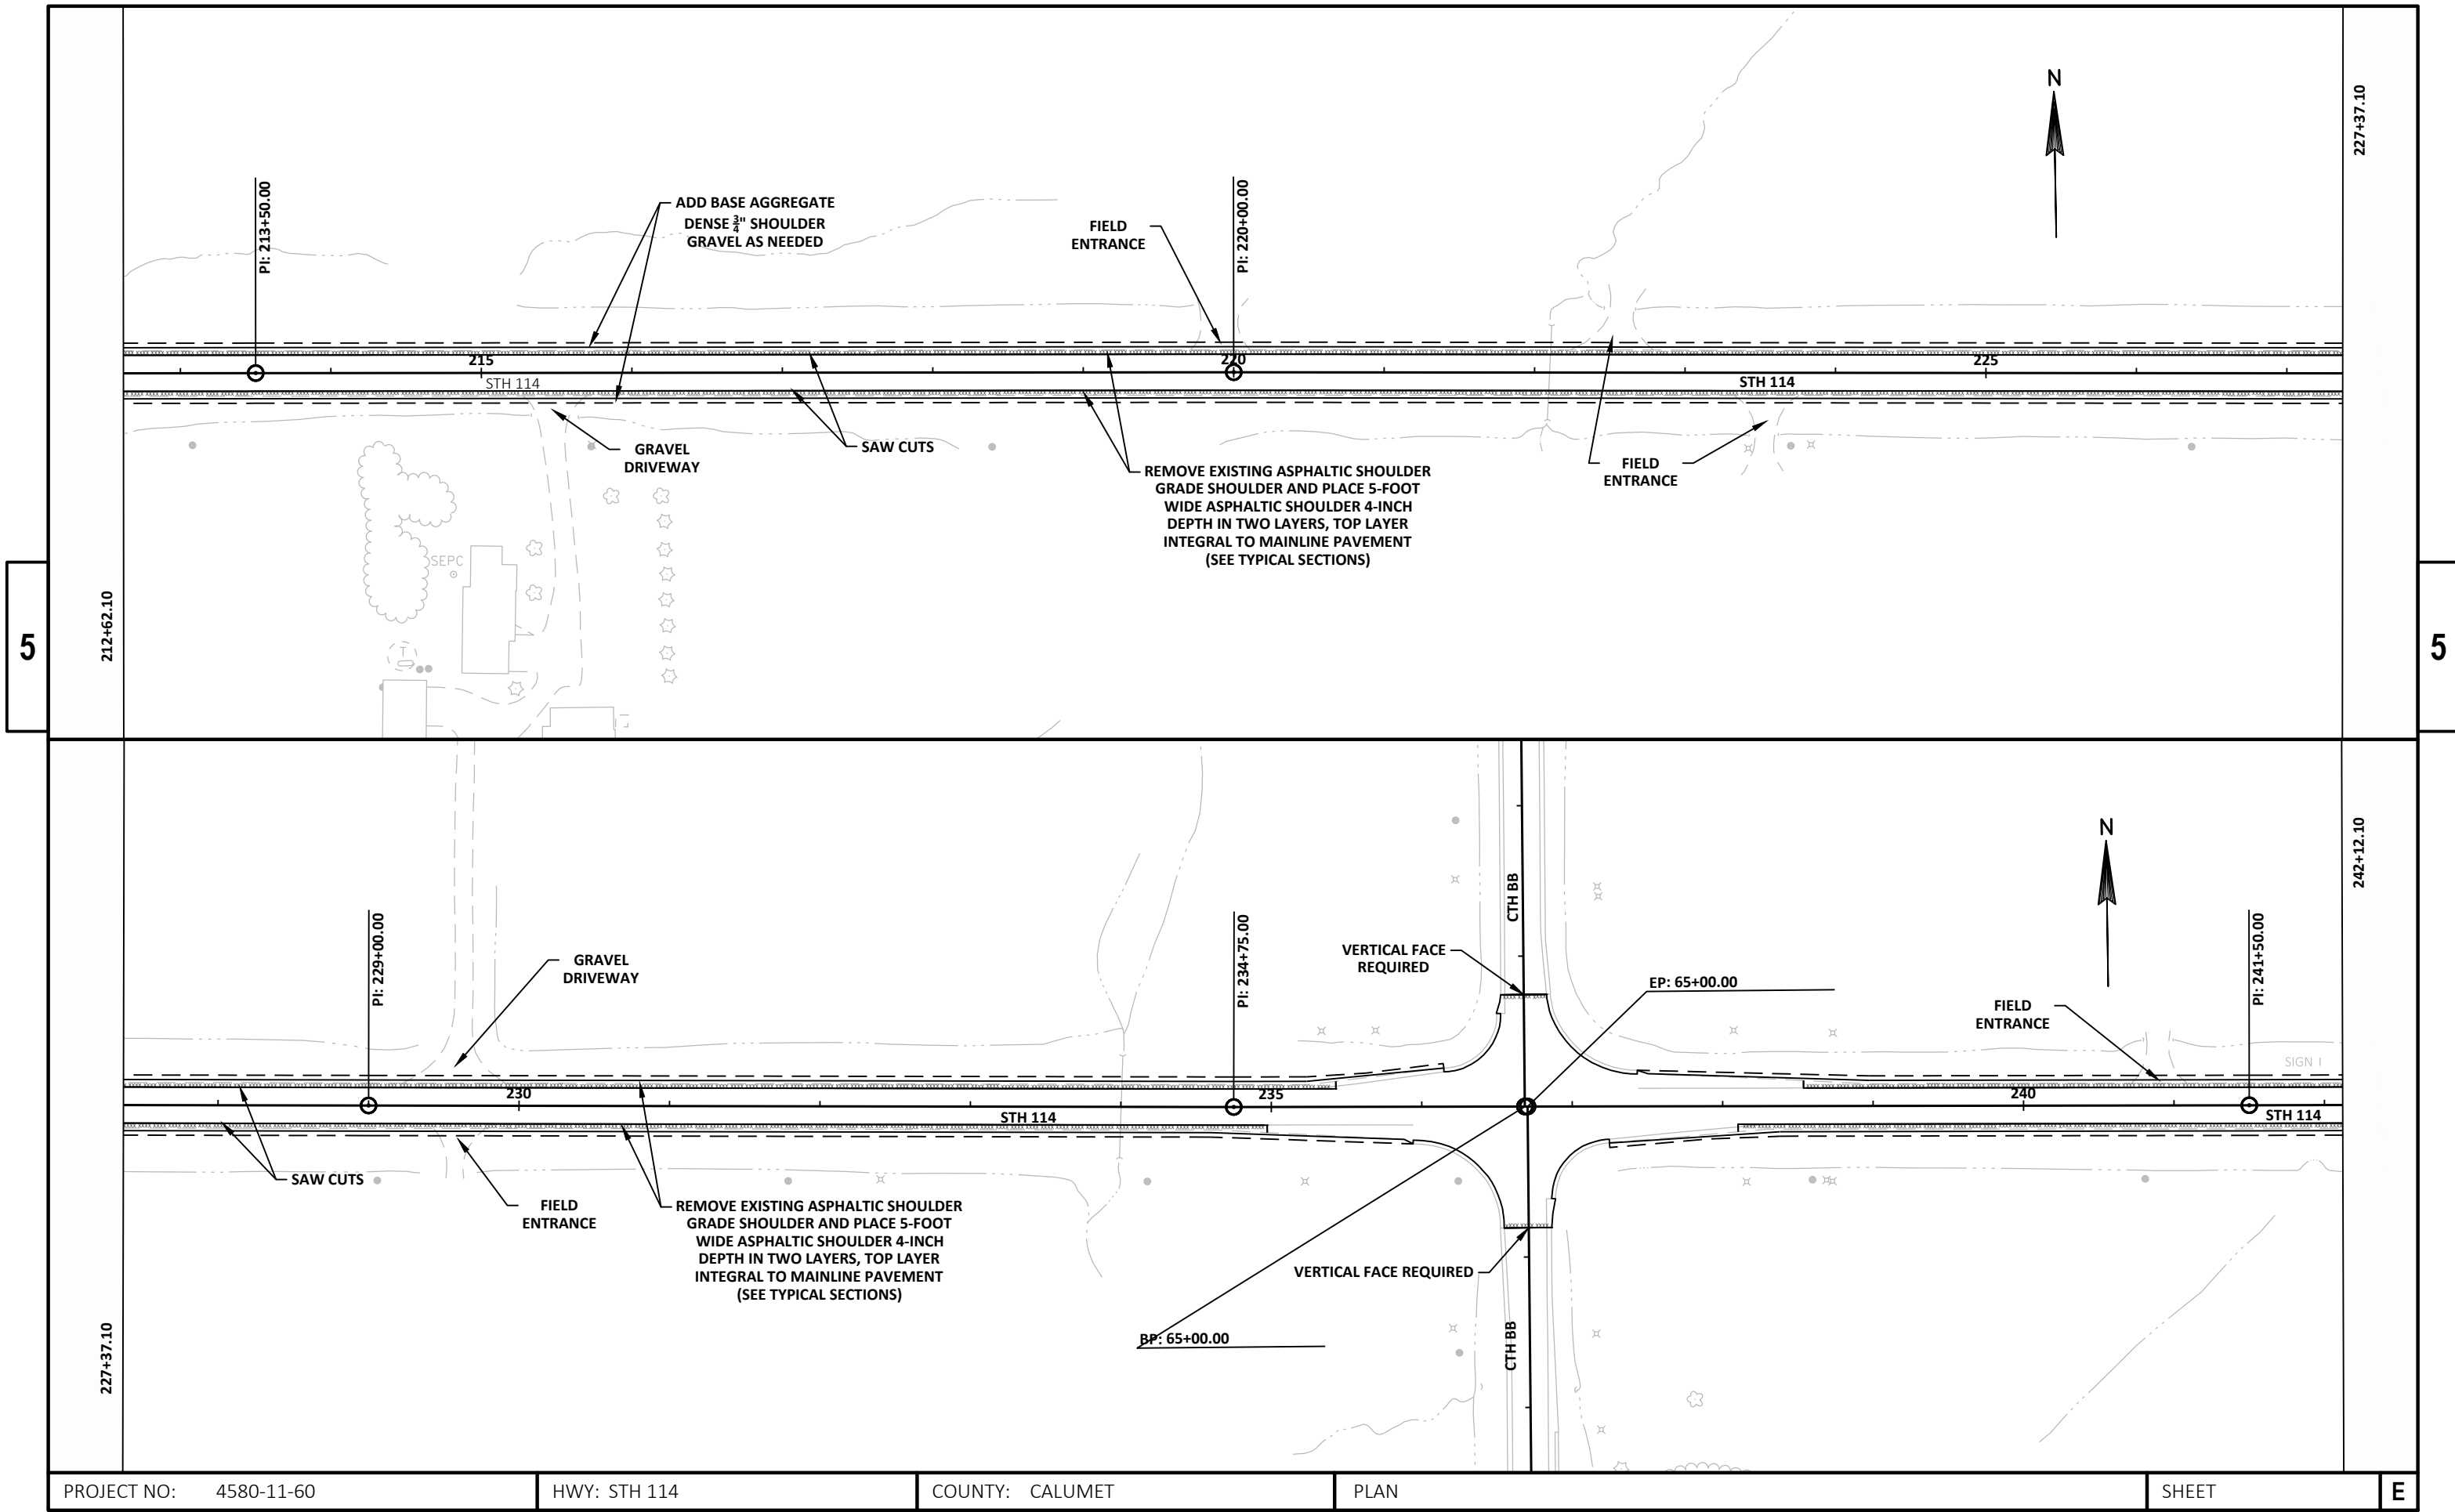 227+37.10
N
PI: 213+50.00
ADD BASE AGGREGATE
DENSE 3/4" SHOULDER
GRAVEL AS NEEDED
FIELD
ENTRANCE
PI: 220+00.00
215
220
225
STH 114
STH 114
GRAVEL
DRIVEWAY
SAW CUTS
REMOVE EXISTING ASPHALTIC SHOULDER
GRADE SHOULDER AND PLACE 5-FOOT
WIDE ASPHALTIC SHOULDER 4-INCH
DEPTH IN TWO LAYERS, TOP LAYER
INTEGRAL TO MAINLINE PAVEMENT
(SEE TYPICAL SECTIONS)
FIELD
ENTRANCE
SEPC
T
212+62.10
5
5
242+12.10
N
CTH BB
PI: 229+00.00
GRAVEL
DRIVEWAY
PI: 234+75.00
VERTICAL FACE
REQUIRED
EP: 65+00.00
FIELD
ENTRANCE
PI: 241+50.00
SIGN
230
235
240
STH 114
STH 114
SAW CUTS
FIELD
ENTRANCE
REMOVE EXISTING ASPHALTIC SHOULDER
GRADE SHOULDER AND PLACE 5-FOOT
WIDE ASPHALTIC SHOULDER 4-INCH
DEPTH IN TWO LAYERS, TOP LAYER
INTEGRAL TO MAINLINE PAVEMENT
(SEE TYPICAL SECTIONS)
VERTICAL FACE REQUIRED
BP: 65+00.00
CTH BB
227+37.10
PROJECT NO: 4580-11-60
HWY: STH 114
COUNTY: CALUMET
PLAN
SHEET
E